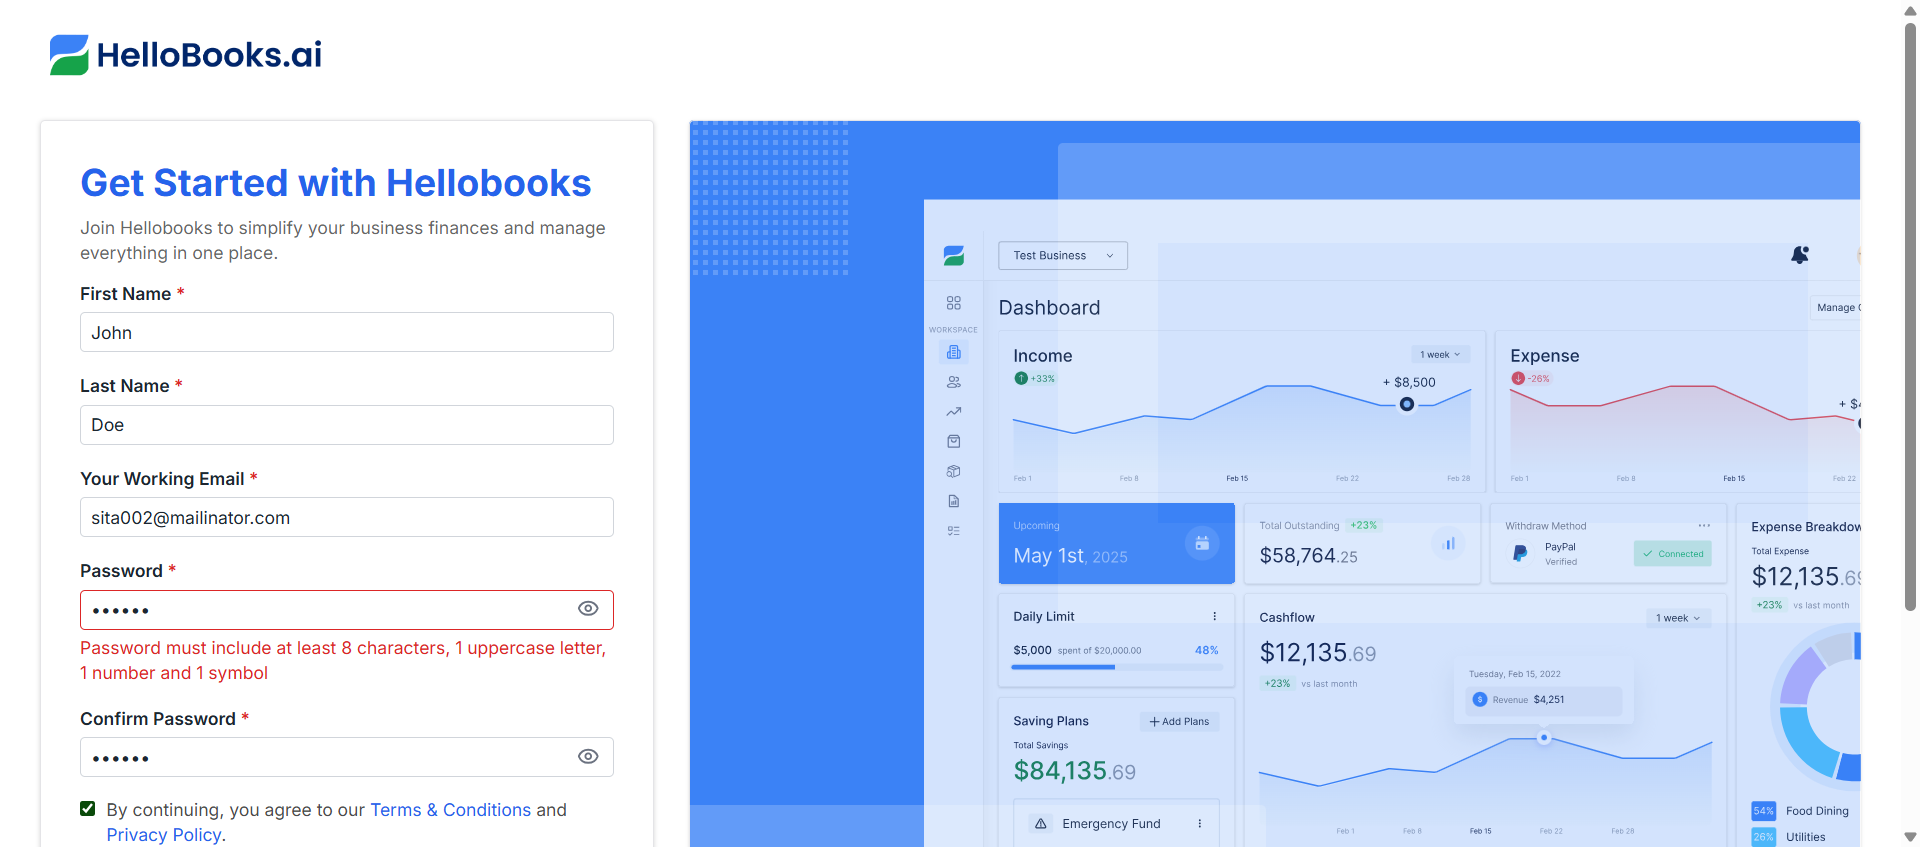 HelloBooks.ai
Get Started with Hellobooks
Join Hellobooks to simplify your business finances and manage
everything in one place.
First Name *
John
Last Name *
Doe
Your Working Email *
sita002@mailinator.com
Password *
••••••
Password must include at least 8 characters, 1 uppercase letter,
1 number and 1 symbol
Confirm Password *
••••••
By continuing, you agree to our Terms & Conditions and
Privacy Policy.
Test Business
Dashboard
Manage
WORKSPACE
Income
1 week
+33%
+ $8,500
Feb 1 Feb 8 Feb 15 Feb 22 Feb 28
Expense
-26%
+ $4
Feb 1 Feb 8 Feb 15 Feb 22
Upcoming
May 1st, 2025
Total Outstanding +23%
$58,764.25
Withdraw Method
PayPal
Verified
Connected
Expense Breakdow
Total Expense
$12,135.69
+23% vs last month
Daily Limit
$5,000 spent of $20,000.00 48%
Cashflow
1 week
$12,135.69
+23% vs last month
Tuesday, Feb 15, 2022
$ Revenue $4,251
Feb 1 Feb 8 Feb 15 Feb 22 Feb 28
Saving Plans
+ Add Plans
Total Savings
$84,135.69
Emergency Fund
54% Food Dining
26% Utilities